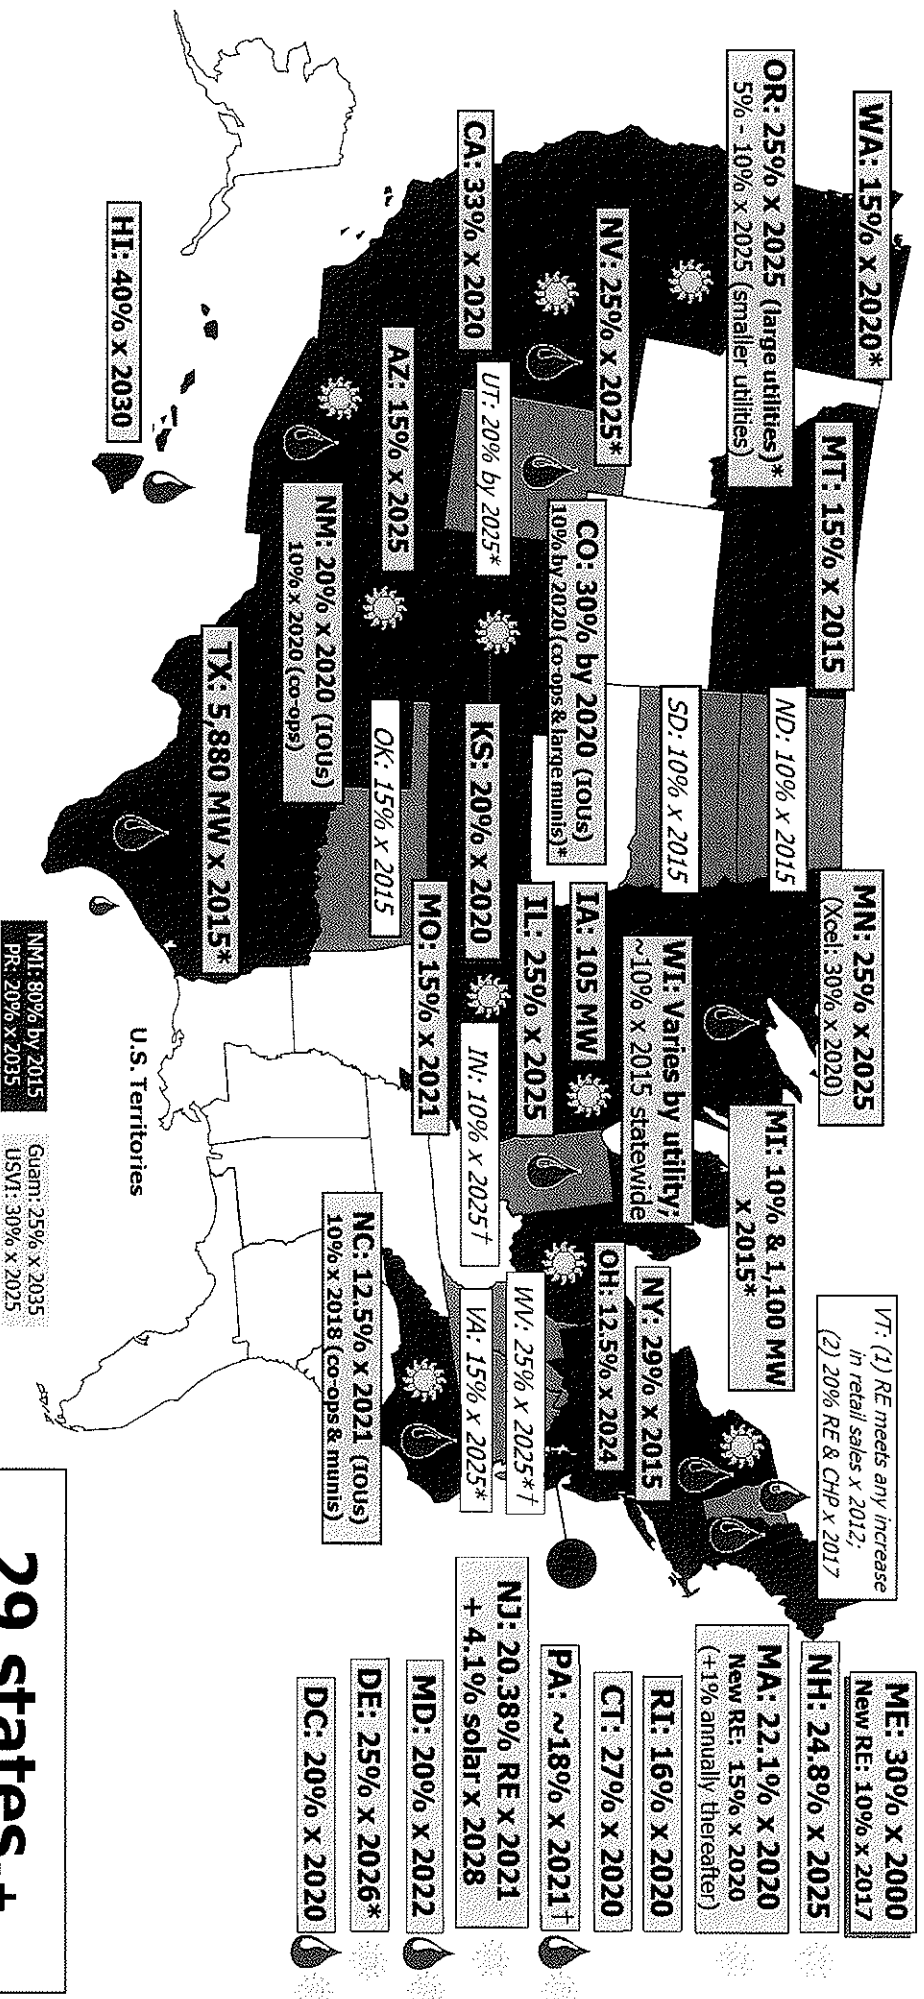 WA: 15% x 2020*
OR: 25% x 2025 (large utilities)*
5% - 10% x 2025 (smaller utilities)
MT: 15% x 2015
ND: 10% x 2015
SD: 10% x 2015
MN: 25% x 2025
(Xcel: 30% x 2020)
MI: 10% & 1,100 MW
x 2015*
VT: (1) RE meets any increase
in retail sales x 2012;
(2) 20% RE & CHP x 2017
ME: 30% x 2000
New RE: 10% x 2017
NH: 24.8% x 2025
MA: 22.1% x 2020
New RE: 15% x 2020
(+1% annually thereafter)
RI: 16% x 2020
CT: 27% x 2020
PA: ~18% x 2021†
NJ: 20.38% RE x 2021
+ 4.1% solar x 2028
MD: 20% x 2022
DE: 25% x 2026*
DC: 20% x 2020
NV: 25% x 2025*
UT: 20% by 2025*
CO: 30% by 2020 (IOUs)
10% by 2020 (co-ops & large munis)*
IA: 105 MW
WI: Varies by utility;
~10% x 2015 statewide
NY: 29% x 2015
OH: 12.5% x 2024
CA: 33% x 2020
KS: 20% x 2020
IL: 25% x 2025
IN: 10% x 2025†
WV: 25% x 2025*†
VA: 15% x 2025*
AZ: 15% x 2025
OK: 15% x 2015
MO: 15% x 2021
NM: 20% x 2020 (IOUs)
10% x 2020 (co-ops)
NC: 12.5% x 2021 (IOUs)
10% x 2018 (co-ops & munis)
TX: 5,880 MW x 2015*
HI: 40% x 2030
U.S. Territories
NMI: 80% by 2015
PR: 20% x 2035
Guam: 25% x 2035
USVI: 30% x 2025
29 states +